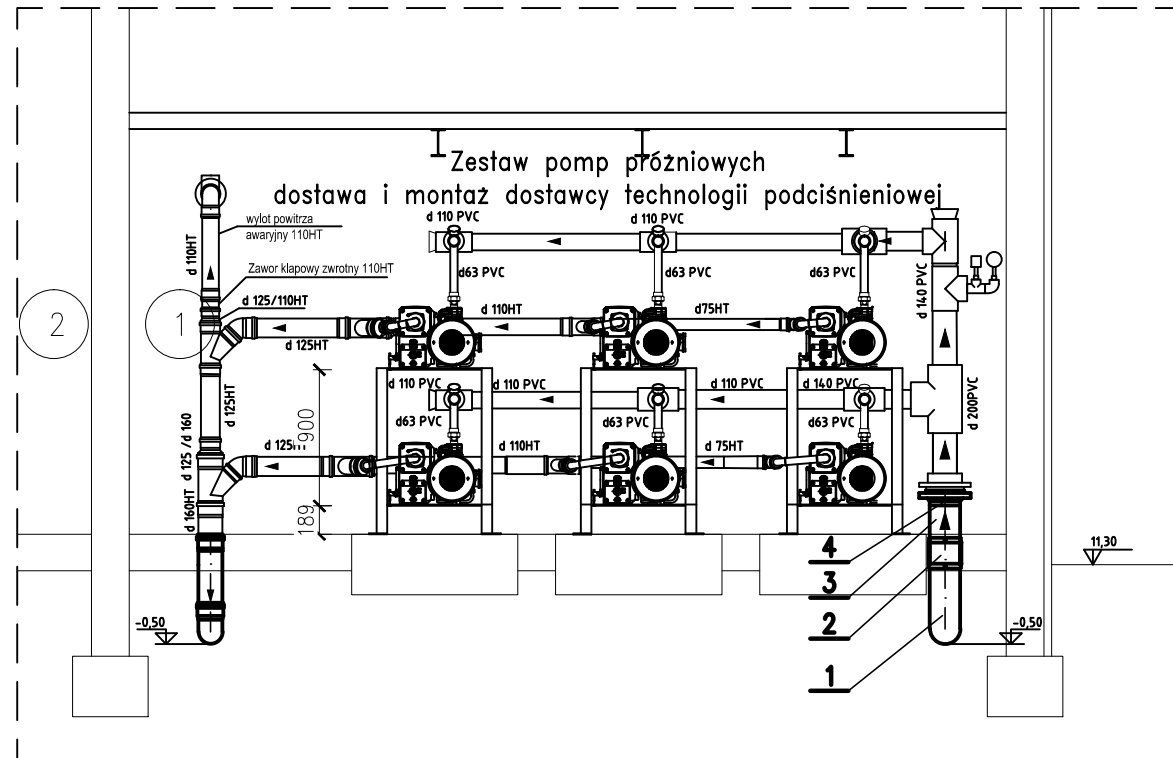 Zestaw pomp próżniowych
dostawa i montaż dostawcy technologii podciśnieniowej
wylot powitrza
awaryjny 110HT
Zawor klapowy zwrotny 110HT
d 110HT
d 125/110HT
d 110 PVC
d 110 PVC
d63 PVC
d63 PVC
d63 PVC
d 140 PVC
2
1
d 125HT
d 110HT
d75HT
d 125HT
d 110 PVC
d 110 PVC
d 110 PVC
d 140 PVC
d 200PVC
d63 PVC
d63 PVC
d63 PVC
900
d 125 / d 160
d 125HT
d 110HT
d 75HT
d 160HT
189
4
3
2
1
11,30
-0,50
-0,50